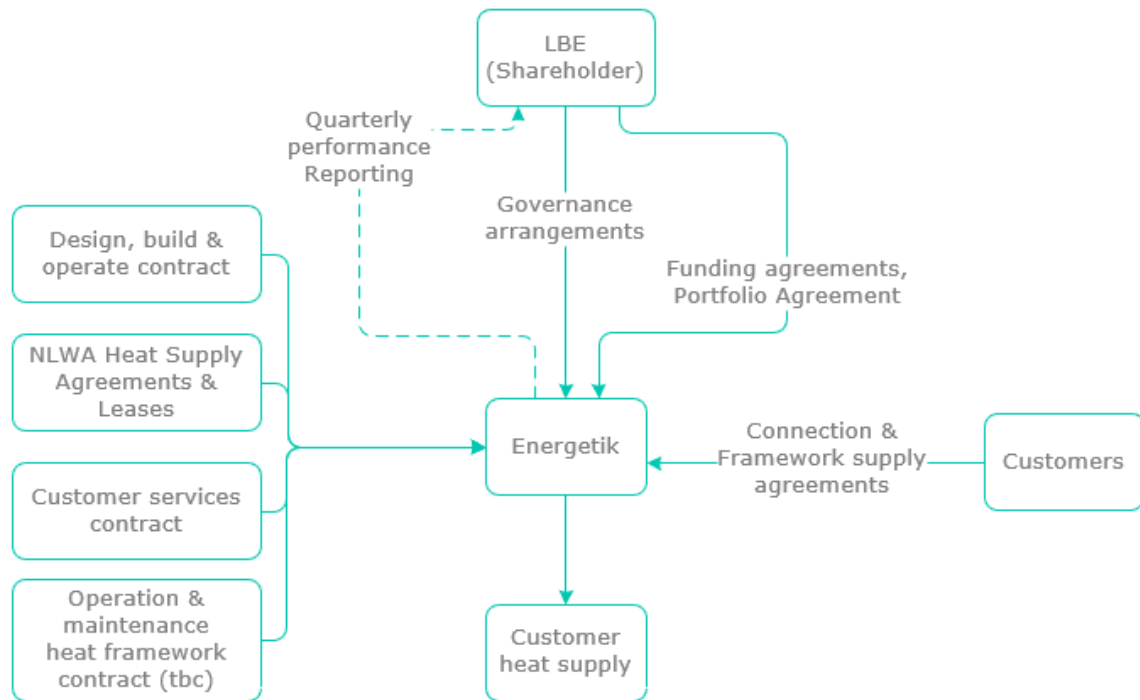 LBE
(Shareholder)
Quarterly
performance
Reporting
Governance
arrangements
Funding agreements,
Portfolio Agreement
Design, build &
operate contract
NLWA Heat Supply
Agreements &
Leases
Customer services
contract
Operation &
maintenance
heat framework
contract (tbc)
Energetik
Connection &
Framework supply
agreements
Customers
Customer
heat supply